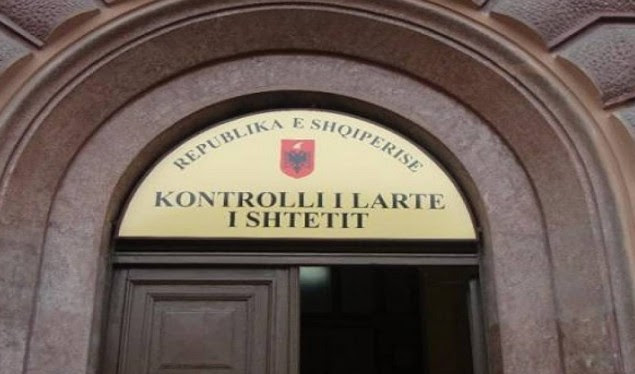 REPUBLIKA E SHQIPERISE
KONTROLLI I LARTE
I SHTETIT